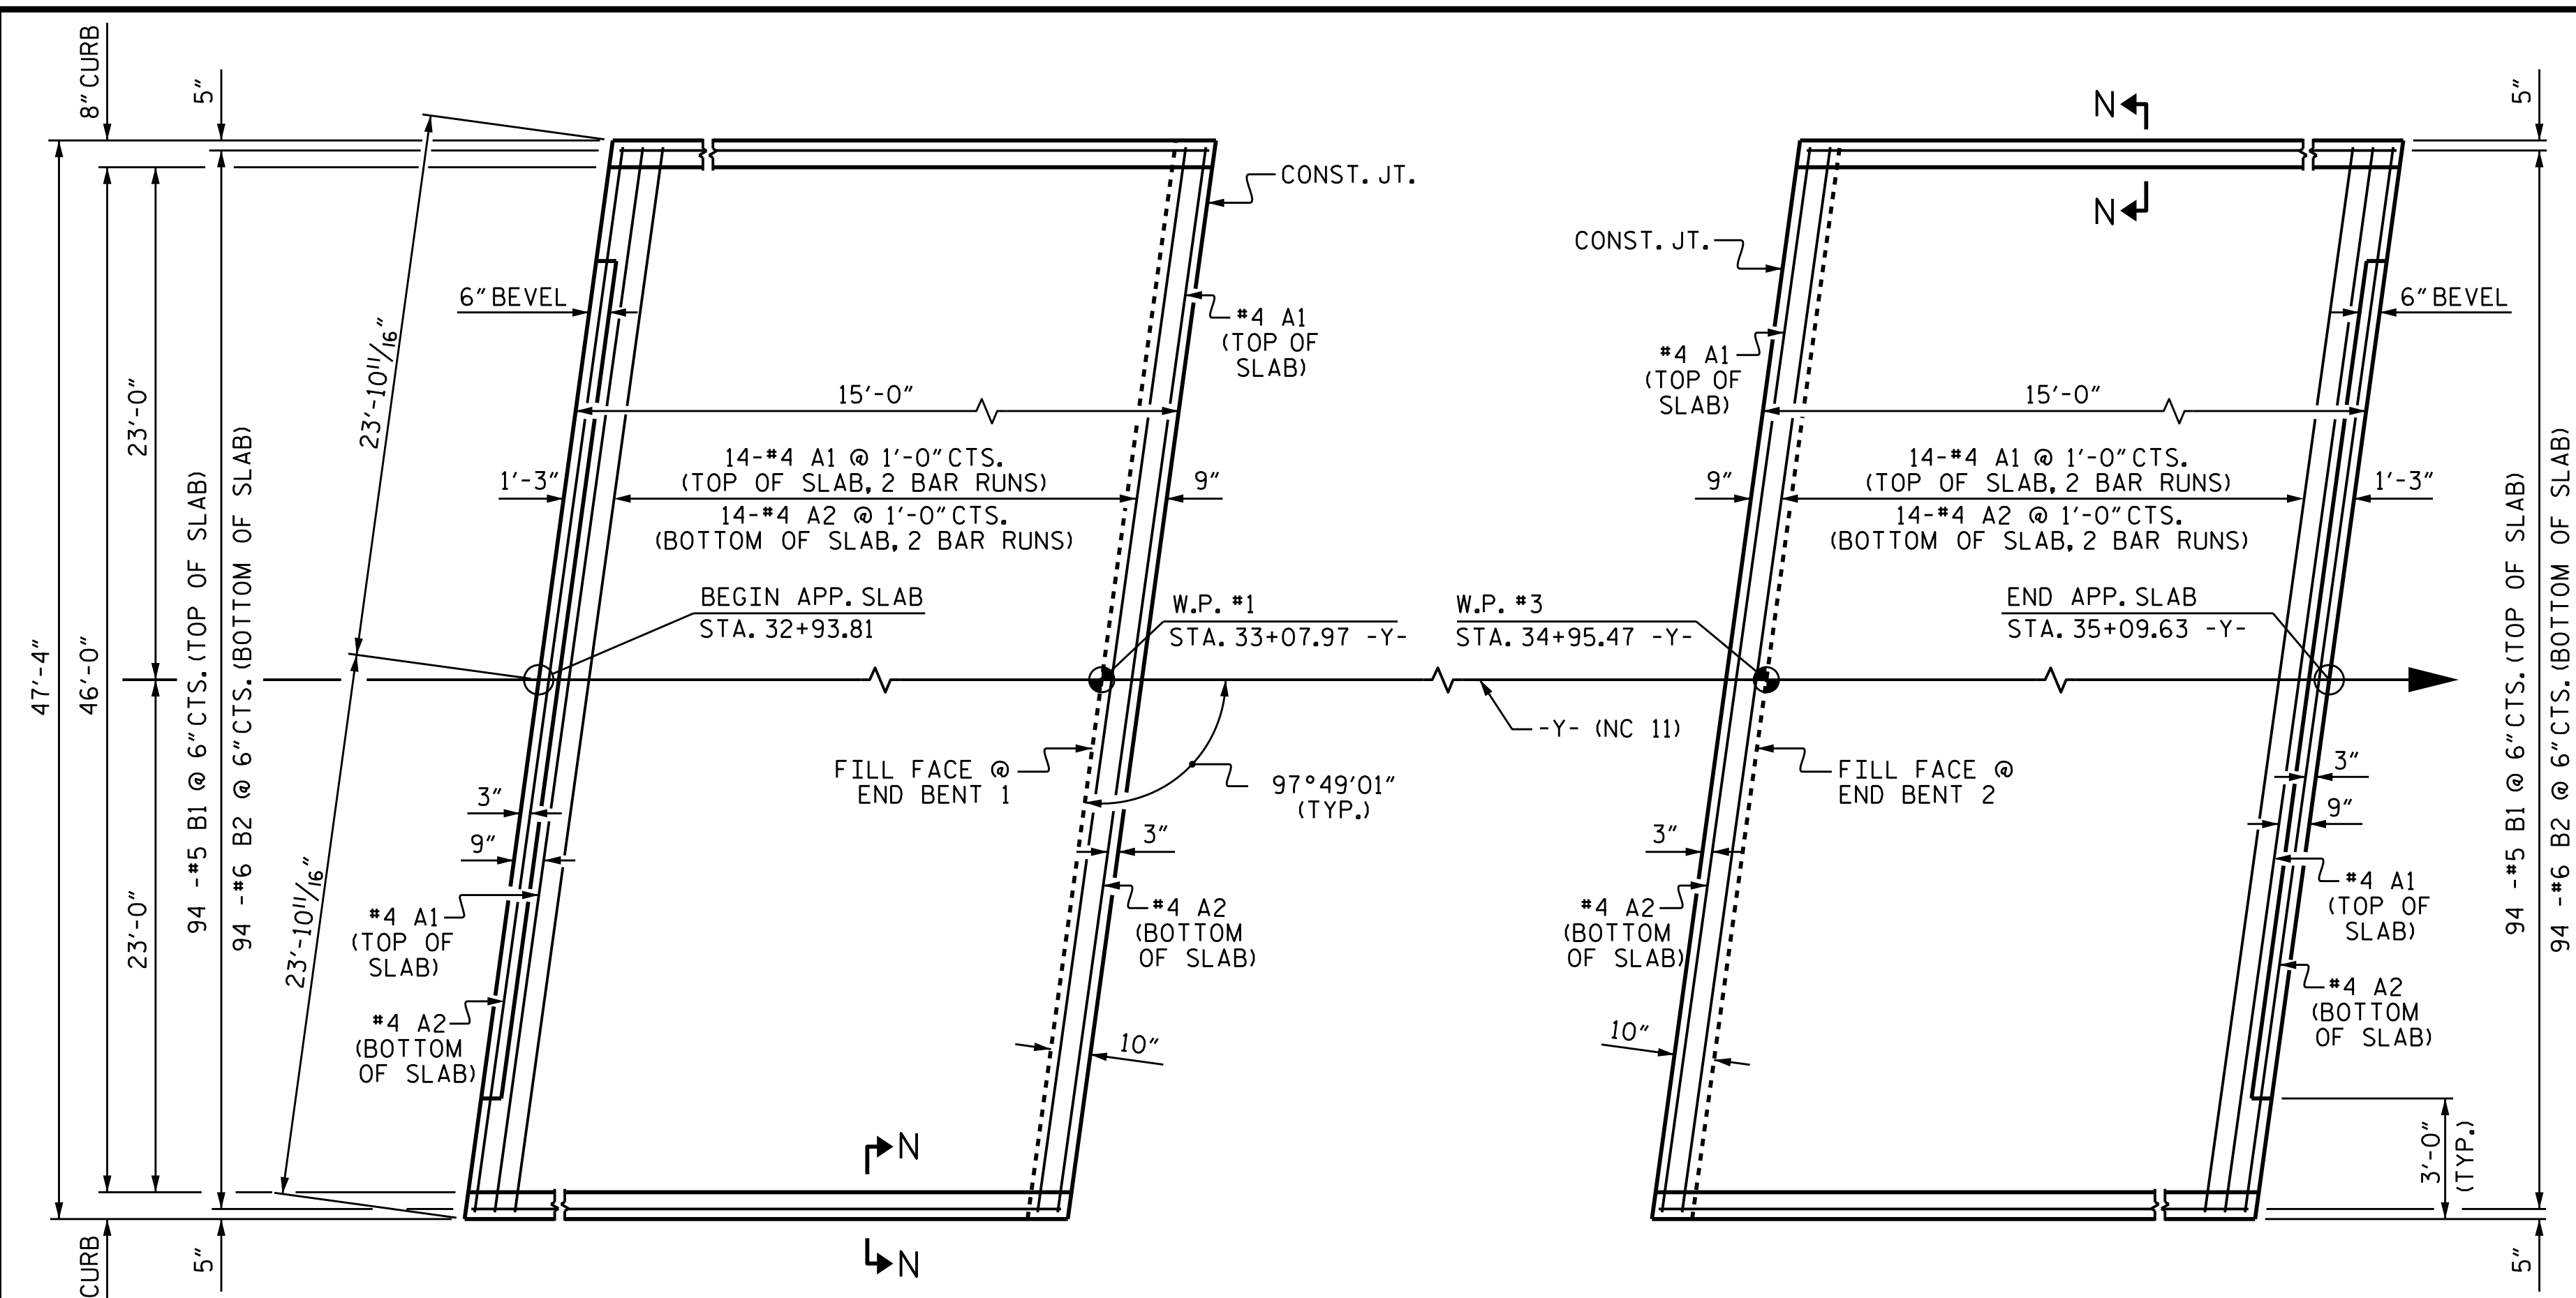 8" CURB
5"
5"
N
N
CONST. JT.
CONST. JT.
6" BEVEL
6" BEVEL
#4 A1
(TOP OF
SLAB)
#4 A1
(TOP OF
SLAB)
23'-10 11/16"
23'-0"
15'-0"
15'-0"
14-#4 A1 @ 1'-0" CTS.
(TOP OF SLAB, 2 BAR RUNS)
14-#4 A2 @ 1'-0" CTS.
(BOTTOM OF SLAB, 2 BAR RUNS)
1'-3"
9"
14-#4 A1 @ 1'-0" CTS.
(TOP OF SLAB, 2 BAR RUNS)
14-#4 A2 @ 1'-0" CTS.
(BOTTOM OF SLAB, 2 BAR RUNS)
9"
1'-3"
47'-4"
46'-0"
94 -#5 B1 @ 6" CTS. (TOP OF SLAB)
94 -#6 B2 @ 6" CTS. (BOTTOM OF SLAB)
BEGIN APP. SLAB
STA. 32+93.81
W.P. #1
STA. 33+07.97 -Y-
W.P. #3
STA. 34+95.47 -Y-
END APP. SLAB
STA. 35+09.63 -Y-
94 -#5 B1 @ 6" CTS. (TOP OF SLAB)
94 -#6 B2 @ 6" CTS. (BOTTOM OF SLAB)
-Y- (NC 11)
FILL FACE @
END BENT 1
97°49'01"
(TYP.)
FILL FACE @
END BENT 2
3"
9"
3"
3"
3"
9"
23'-0"
23'-10 11/16"
#4 A1
(TOP OF
SLAB)
#4 A2
(BOTTOM
OF SLAB)
#4 A2
(BOTTOM
OF SLAB)
#4 A2
(BOTTOM
OF SLAB)
#4 A1
(TOP OF
SLAB)
#4 A2
(BOTTOM
OF SLAB)
10"
10"
3'-0"
(TYP.)
N
N
CURB
5"
5"